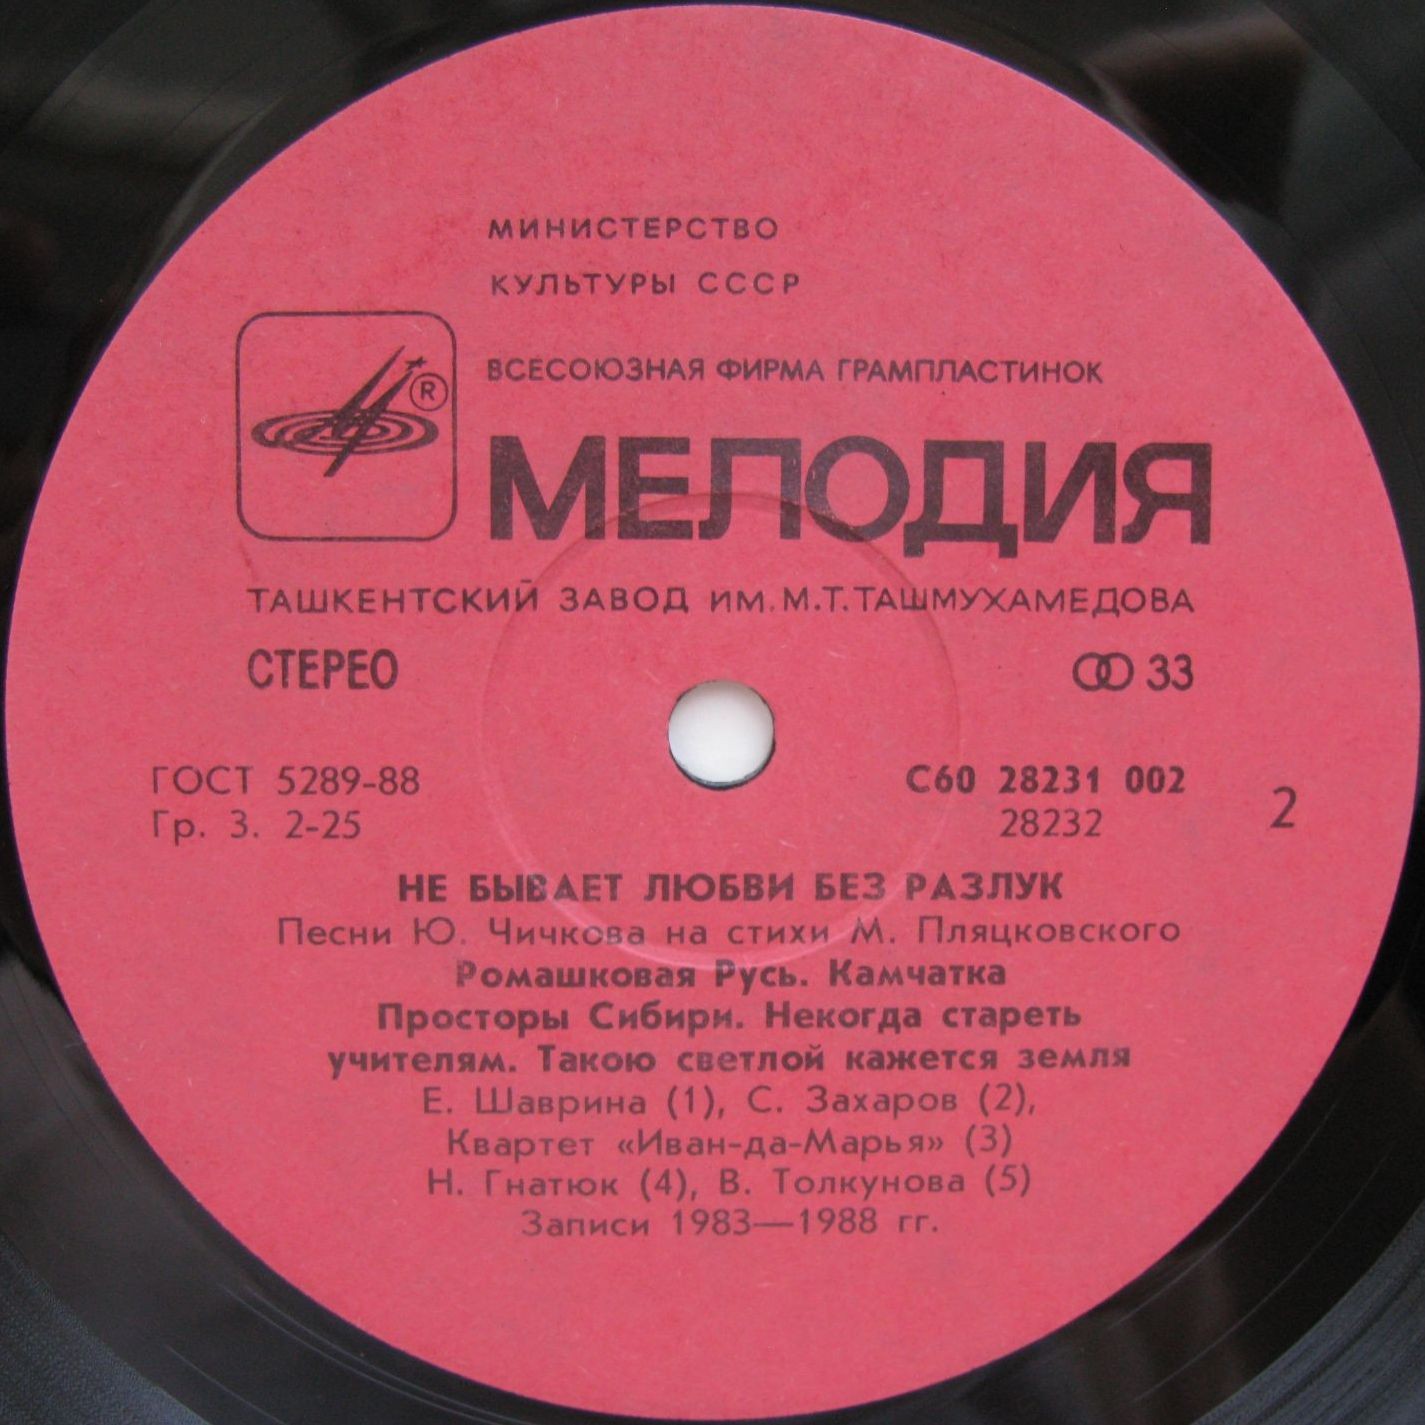 МИНИСТЕРСТВО
КУЛЬТУРЫ СССР
ВСЕСОЮЗНАЯ ФИРМА ГРАМПЛАСТИНОК
®
МЕЛОДИЯ
ТАШКЕНТСКИЙ ЗАВОД ИМ. М.Т.ТАШМУХАМЕДОВА
СТЕРЕО 33
ГОСТ 5289-88 С60 28231 002
Гр. 3. 2-25 28232 2
НЕ БЫВАЕТ ЛЮБВИ БЕЗ РАЗЛУК
Песни Ю. Чичкова на стихи М. Пляцковского
Ромашковая Русь. Камчатка
Просторы Сибири. Некогда стареть
учителям. Такою светлой кажется земля
Е. Шаврина (1), С. Захаров (2),
Квартет «Иван-да-Марья» (3)
Н. Гнатюк (4), В. Толкунова (5)
Записи 1983—1988 гг.